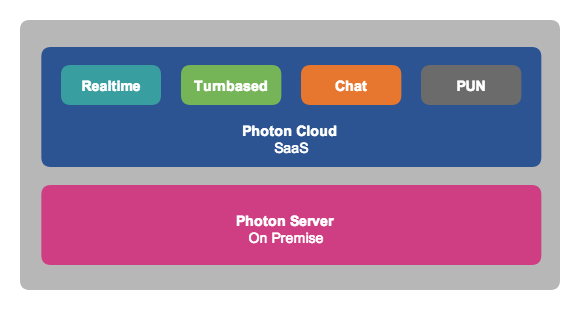 Realtime
Turnbased
Chat
PUN
Photon Cloud
SaaS
Photon Server
On Premise